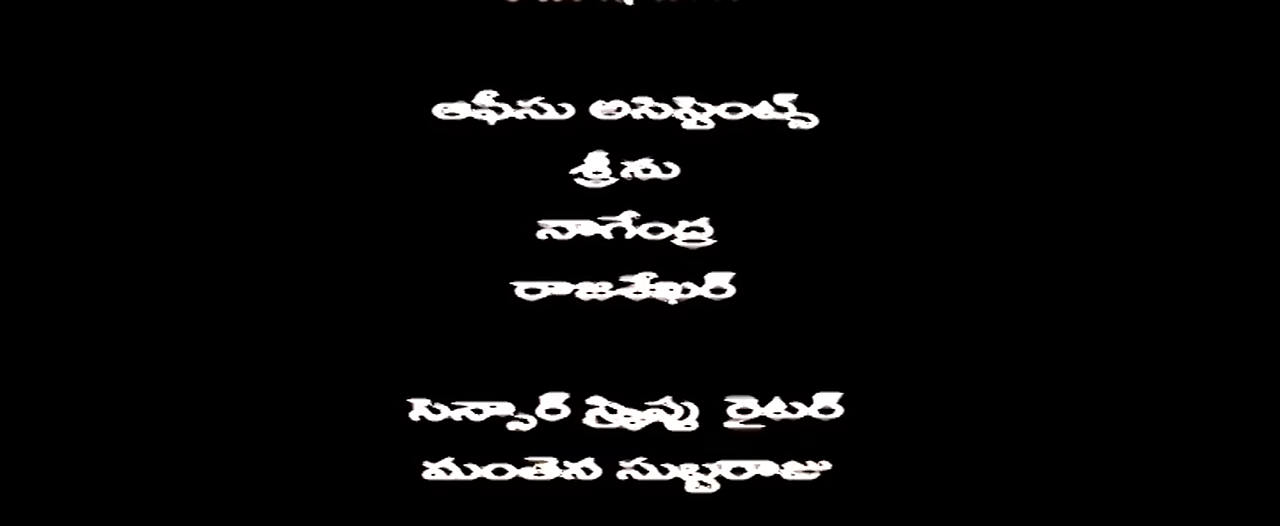 ఆఫీసు అసెస్టెంట్స్
శ్రీను
నాగేంద్ర
రాజశేఖర్
సెన్సార్ స్క్రిప్టు రైటర్
మంతెన సుబ్బరాజు